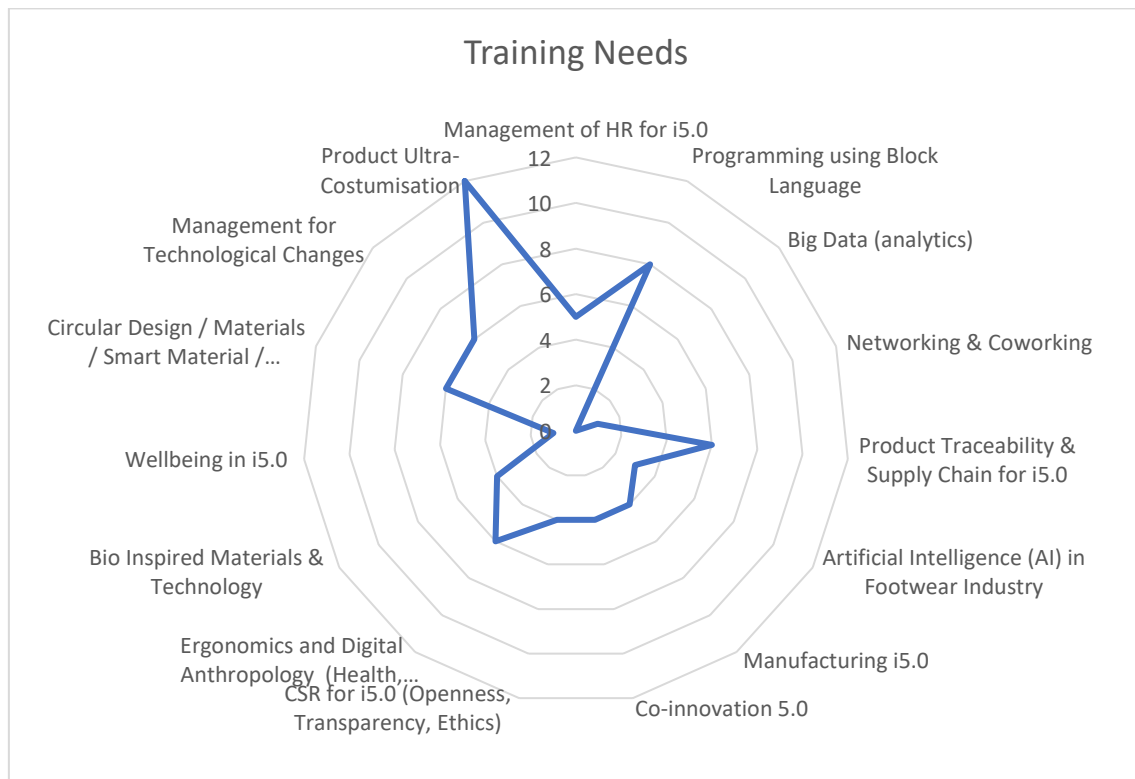 Training Needs
Management of HR for i5.0
Programming using Block
Language
Big Data (analytics)
Networking & Coworking
Product Traceability &
Supply Chain for i5.0
Artificial Intelligence (AI) in
Footwear Industry
Manufacturing i5.0
Co-innovation 5.0
CSR for i5.0 (Openness,
Transparency, Ethics)
Ergonomics and Digital
Anthropology (Health,...
Bio Inspired Materials &
Technology
Wellbeing in i5.0
Circular Design / Materials
/ Smart Material /...
Management for
Technological Changes
Product Ultra-
Costumisation
12
10
8
6
4
2
0